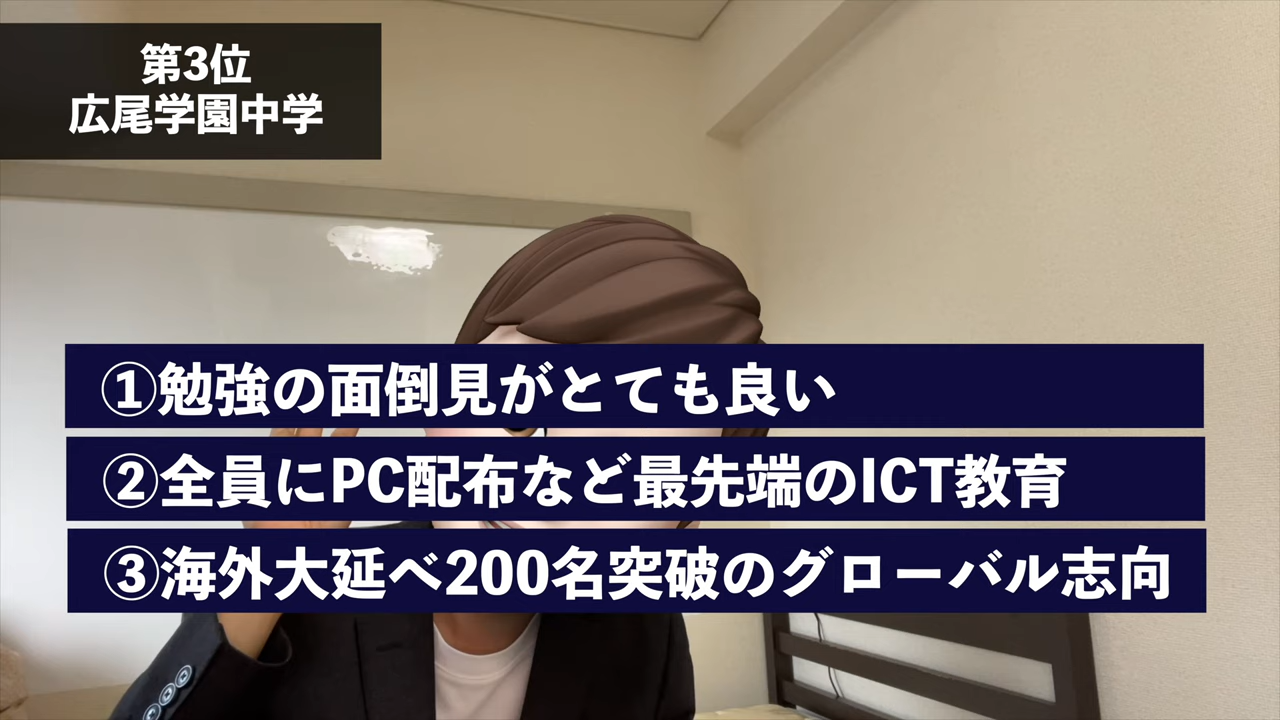 第3位
広尾学園中学
①勉強の面倒見がとても良い
②全員にPC配布など最先端のICT教育
③海外大延べ200名突破のグローバル志向